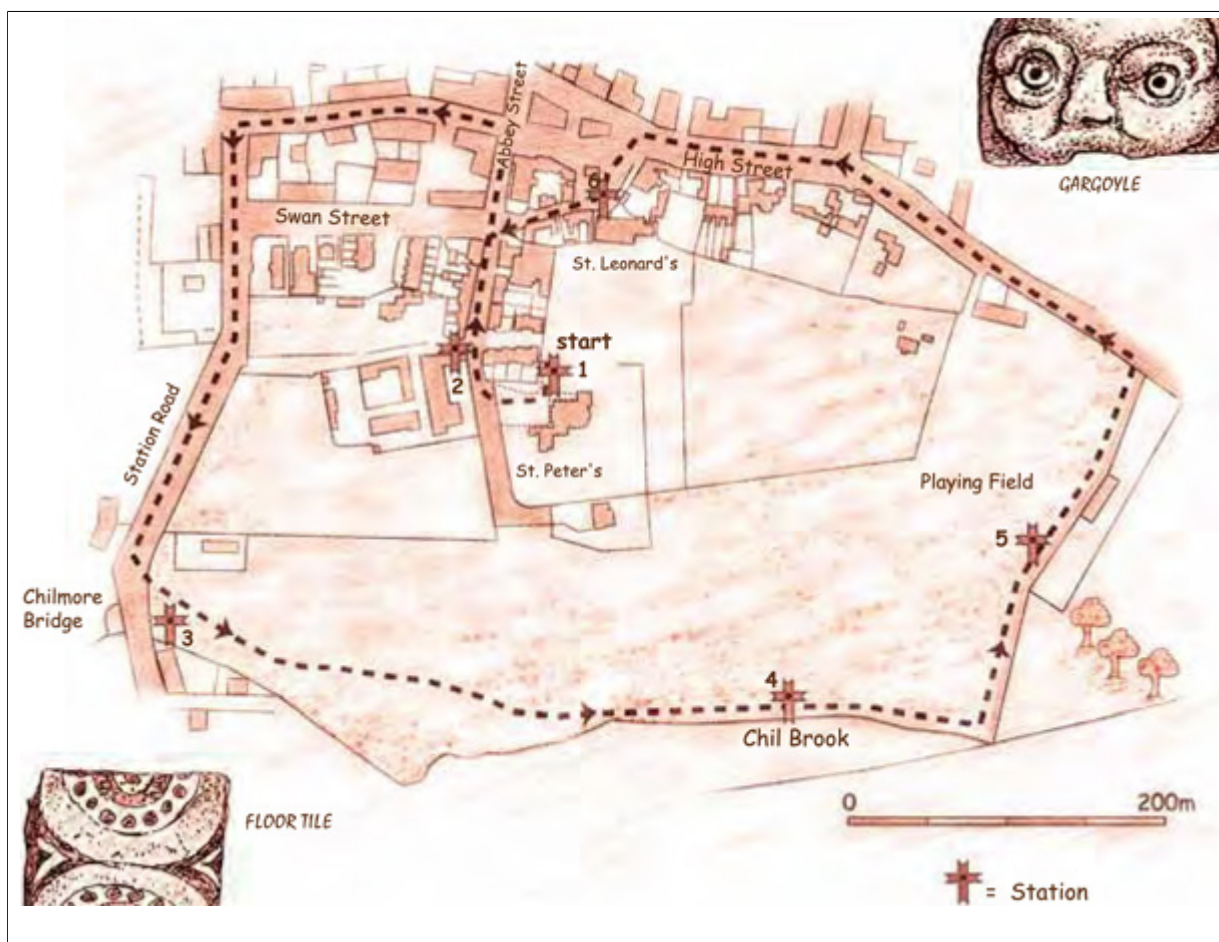 Abbey Street
High Street
GARGOYLE
6
Swan Street
St. Leonard's
start
1
2
Station Road
St. Peter's
Playing Field
5
Chilmore
Bridge
3
4
Chil Brook
FLOOR TILE
0 200m
= Station